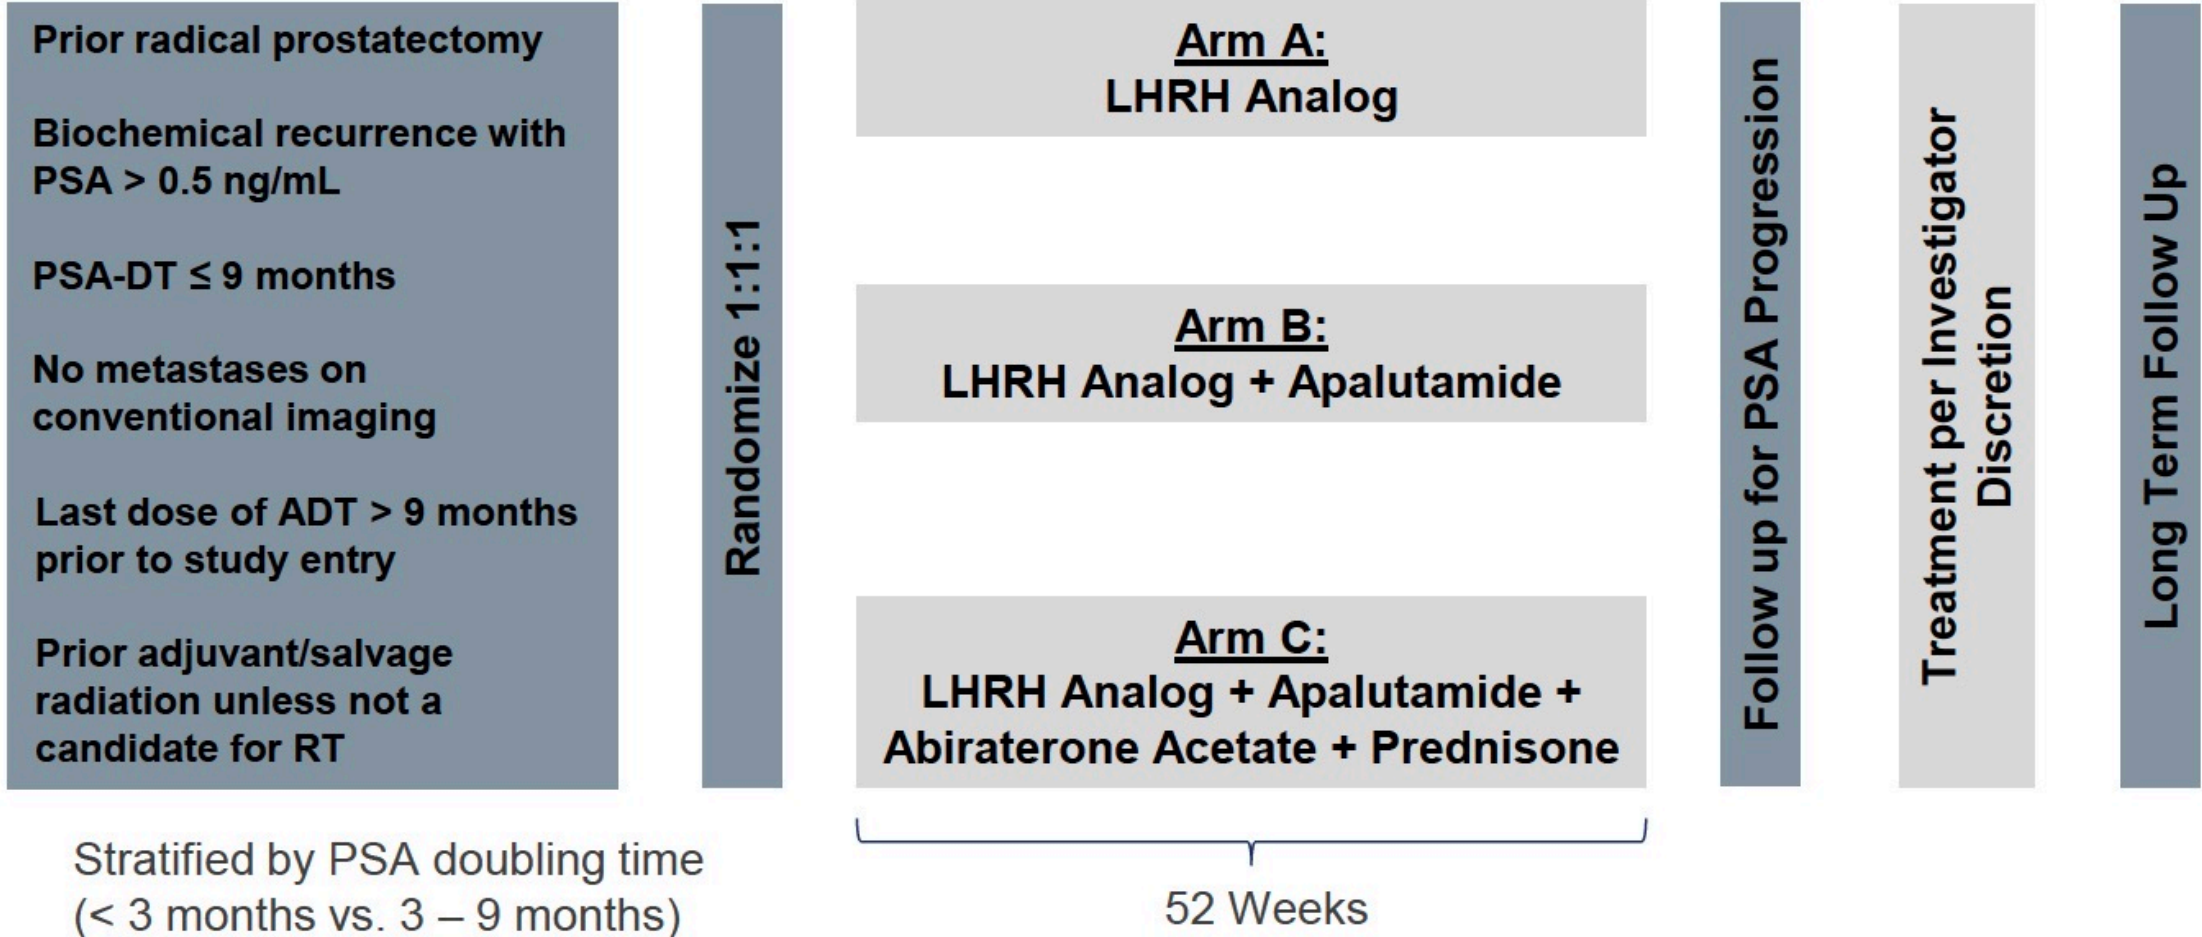 Prior radical prostatectomy
Biochemical recurrence with
PSA > 0.5 ng/mL
PSA-DT ≤ 9 months
No metastases on
conventional imaging
Last dose of ADT > 9 months
prior to study entry
Prior adjuvant/salvage
radiation unless not a
candidate for RT
Stratified by PSA doubling time
(< 3 months vs. 3 – 9 months)
Randomize 1:1:1
Arm A:
LHRH Analog
Arm B:
LHRH Analog + Apalutamide
Arm C:
LHRH Analog + Apalutamide +
Abiraterone Acetate + Prednisone
52 Weeks
Follow up for PSA Progression
Treatment per Investigator
Discretion
Long Term Follow Up